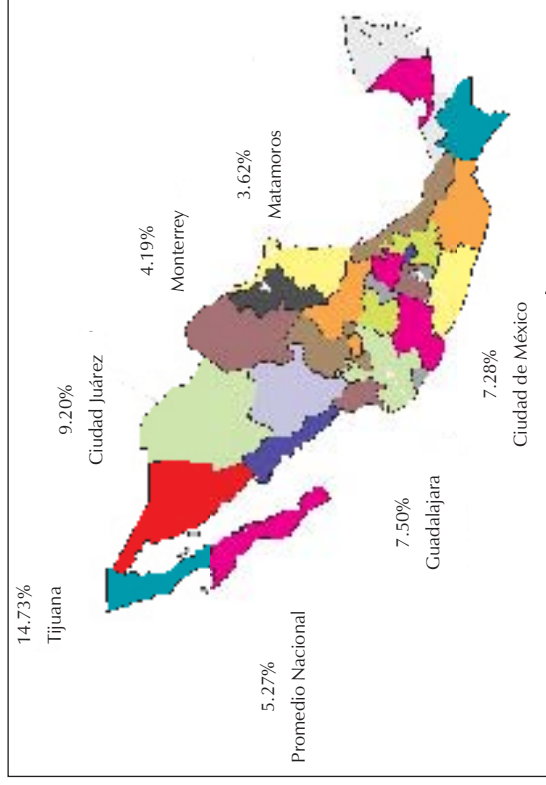 14.73%
Tijuana
9.20%
Ciudad Juárez
4.19%
Monterrey
3.62%
Matamoros
5.27%
Promedio Nacional
7.50%
Guadalajara
7.28%
Ciudad de México